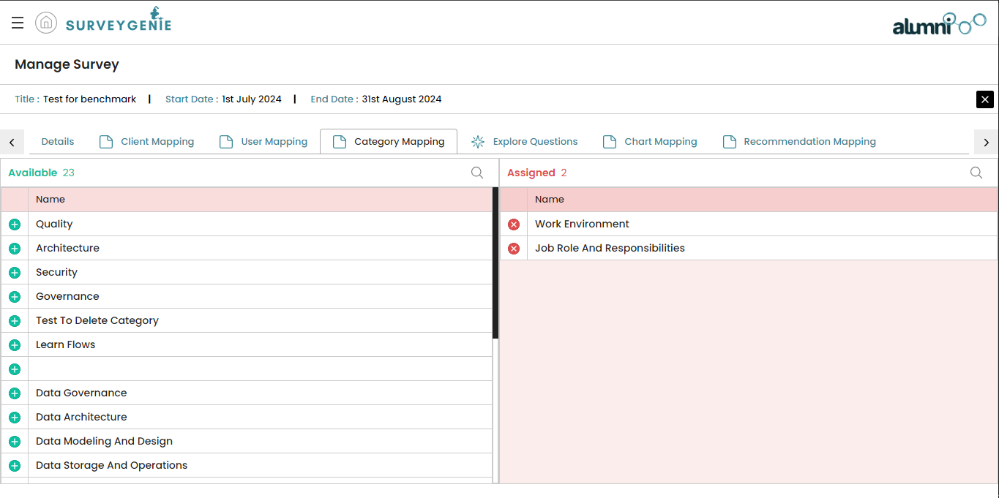 SURVEYGENIE
alumni
Manage Survey
Title : Test for benchmark | Start Date : 1st July 2024 | End Date : 31st August 2024
Details Client Mapping User Mapping Category Mapping Explore Questions Chart Mapping Recommendation Mapping
Available 23
Name
Quality
Architecture
Security
Governance
Test To Delete Category
Learn Flows
Data Governance
Data Architecture
Data Modeling And Design
Data Storage And Operations
Assigned 2
Name
Work Environment
Job Role And Responsibilities